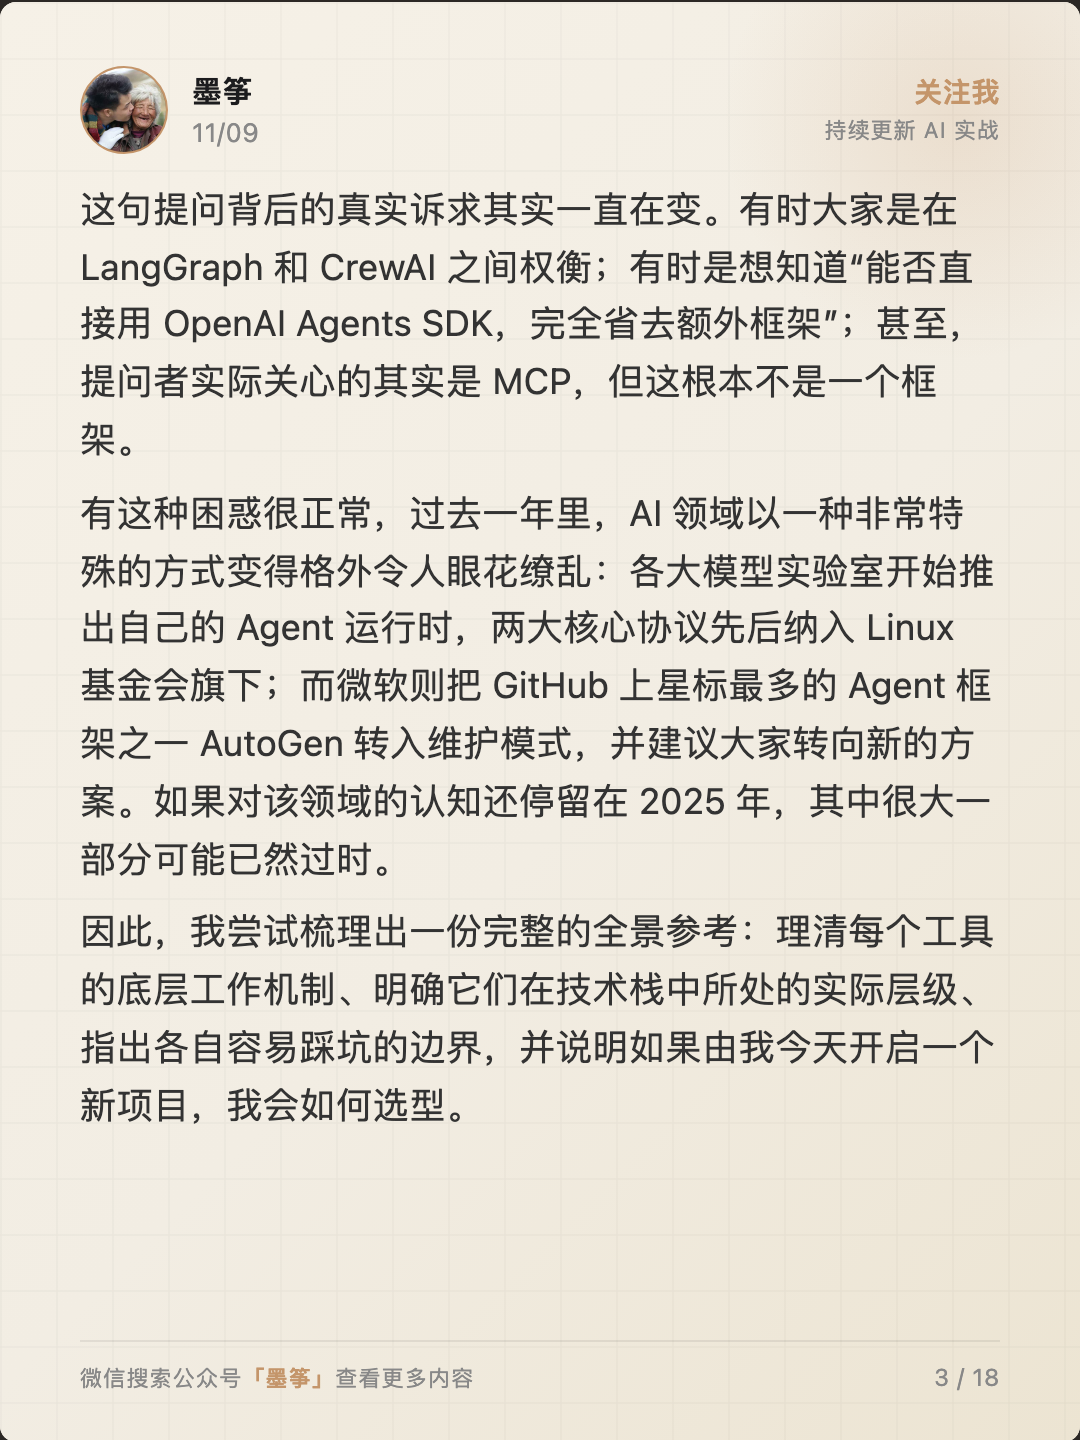 墨筝
11/09
关注我
持续更新 AI 实战
这句提问背后的真实诉求其实一直在变。有时大家是在
LangGraph 和 CrewAI 之间权衡；有时是想知道“能否直
接用 OpenAI Agents SDK，完全省去额外框架”；甚至，
提问者实际关心的其实是 MCP，但这根本不是一个框
架。
有这种困惑很正常，过去一年里，AI 领域以一种非常特
殊的方式变得格外令人眼花缭乱：各大模型实验室开始推
出自己的 Agent 运行时，两大核心协议先后纳入 Linux
基金会旗下；而微软则把 GitHub 上星标最多的 Agent 框
架之一 AutoGen 转入维护模式，并建议大家转向新的方
案。如果对该领域的认知还停留在 2025 年，其中很大一
部分可能已然过时。
因此，我尝试梳理出一份完整的全景参考：理清每个工具
的底层工作机制、明确它们在技术栈中所处的实际层级、
指出各自容易踩坑的边界，并说明如果由我今天开启一个
新项目，我会如何选型。
微信搜索公众号「墨筝」查看更多内容
3 / 18